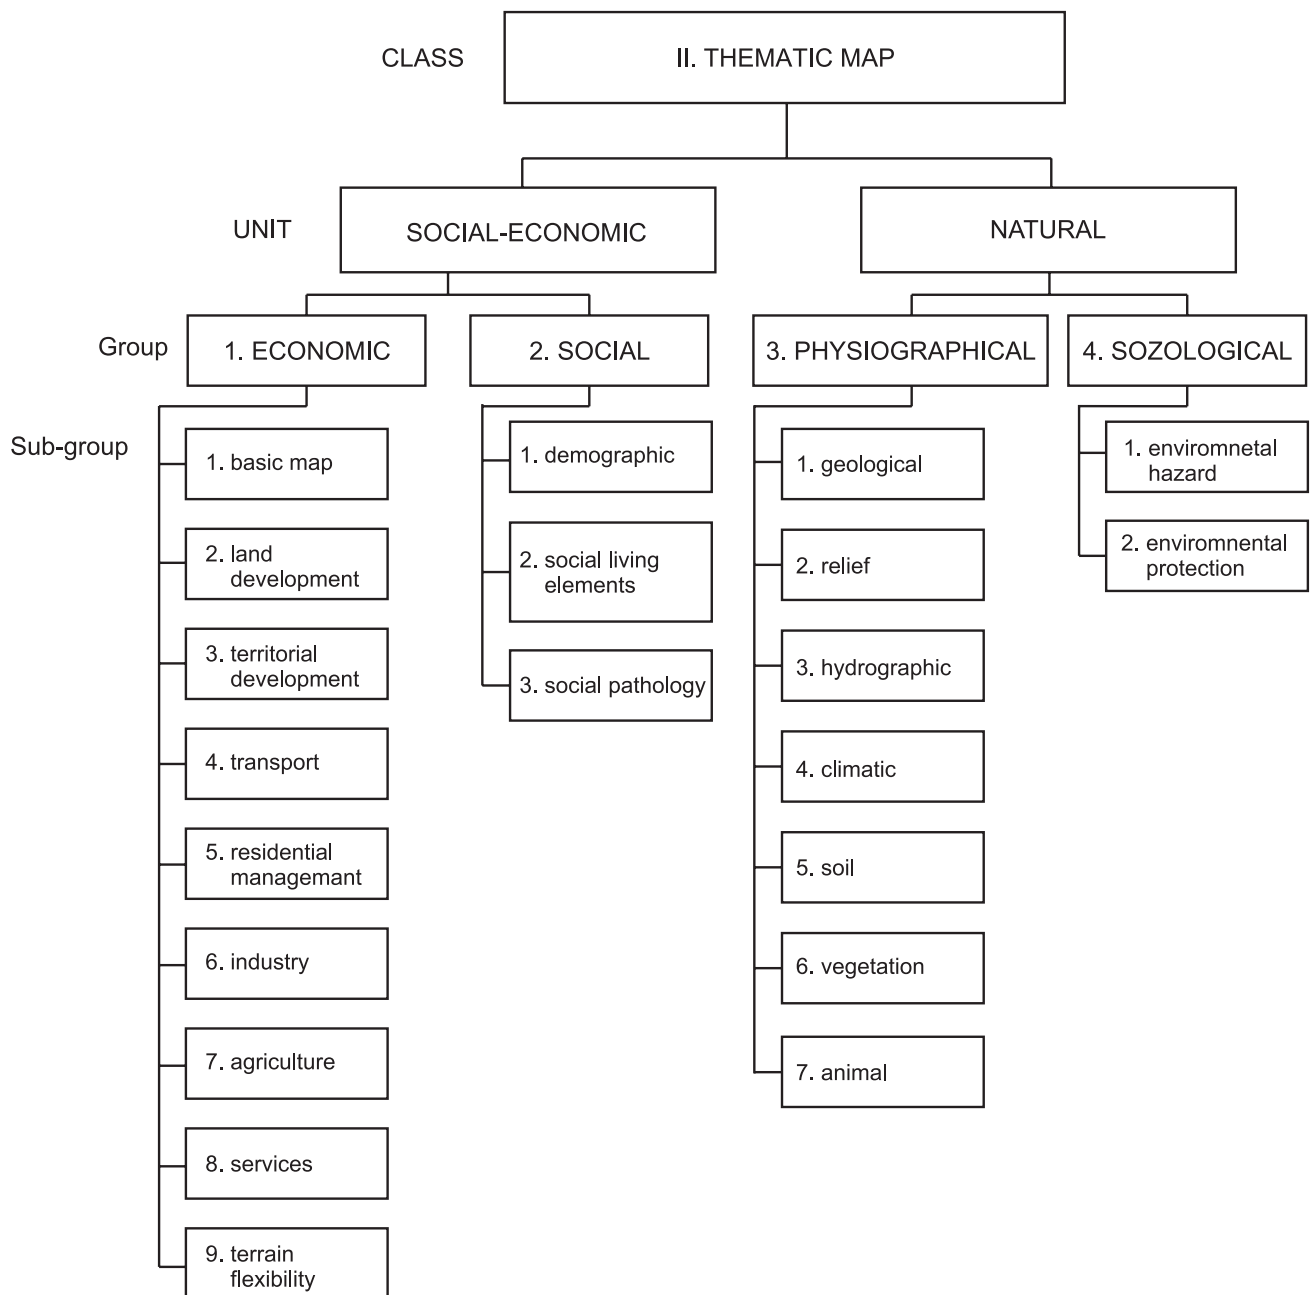 CLASS
II. THEMATIC MAP
UNIT
SOCIAL-ECONOMIC
NATURAL
Group
1. ECONOMIC
2. SOCIAL
3. PHYSIOGRAPHICAL
4. SOZOLOGICAL
Sub-group
1. basic map
2. land
development
3. territorial
development
4. transport
5. residential
managemant
6. industry
7. agriculture
8. services
9. terrain
flexibility
1. demographic
2. social living
elements
3. social pathology
1. geological
2. relief
3. hydrographic
4. climatic
5. soil
6. vegetation
7. animal
1. enviromnetal
hazard
2. enviromnental
protection